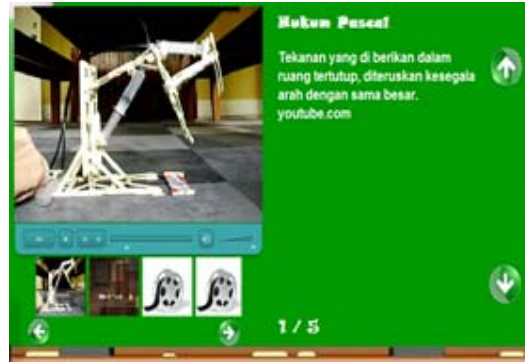 Hukum Pascal
Tekanan yang di berikan dalam
ruang tertutup, diteruskan kesegala
arah dengan sama besar.
youtube.com
1 / 5